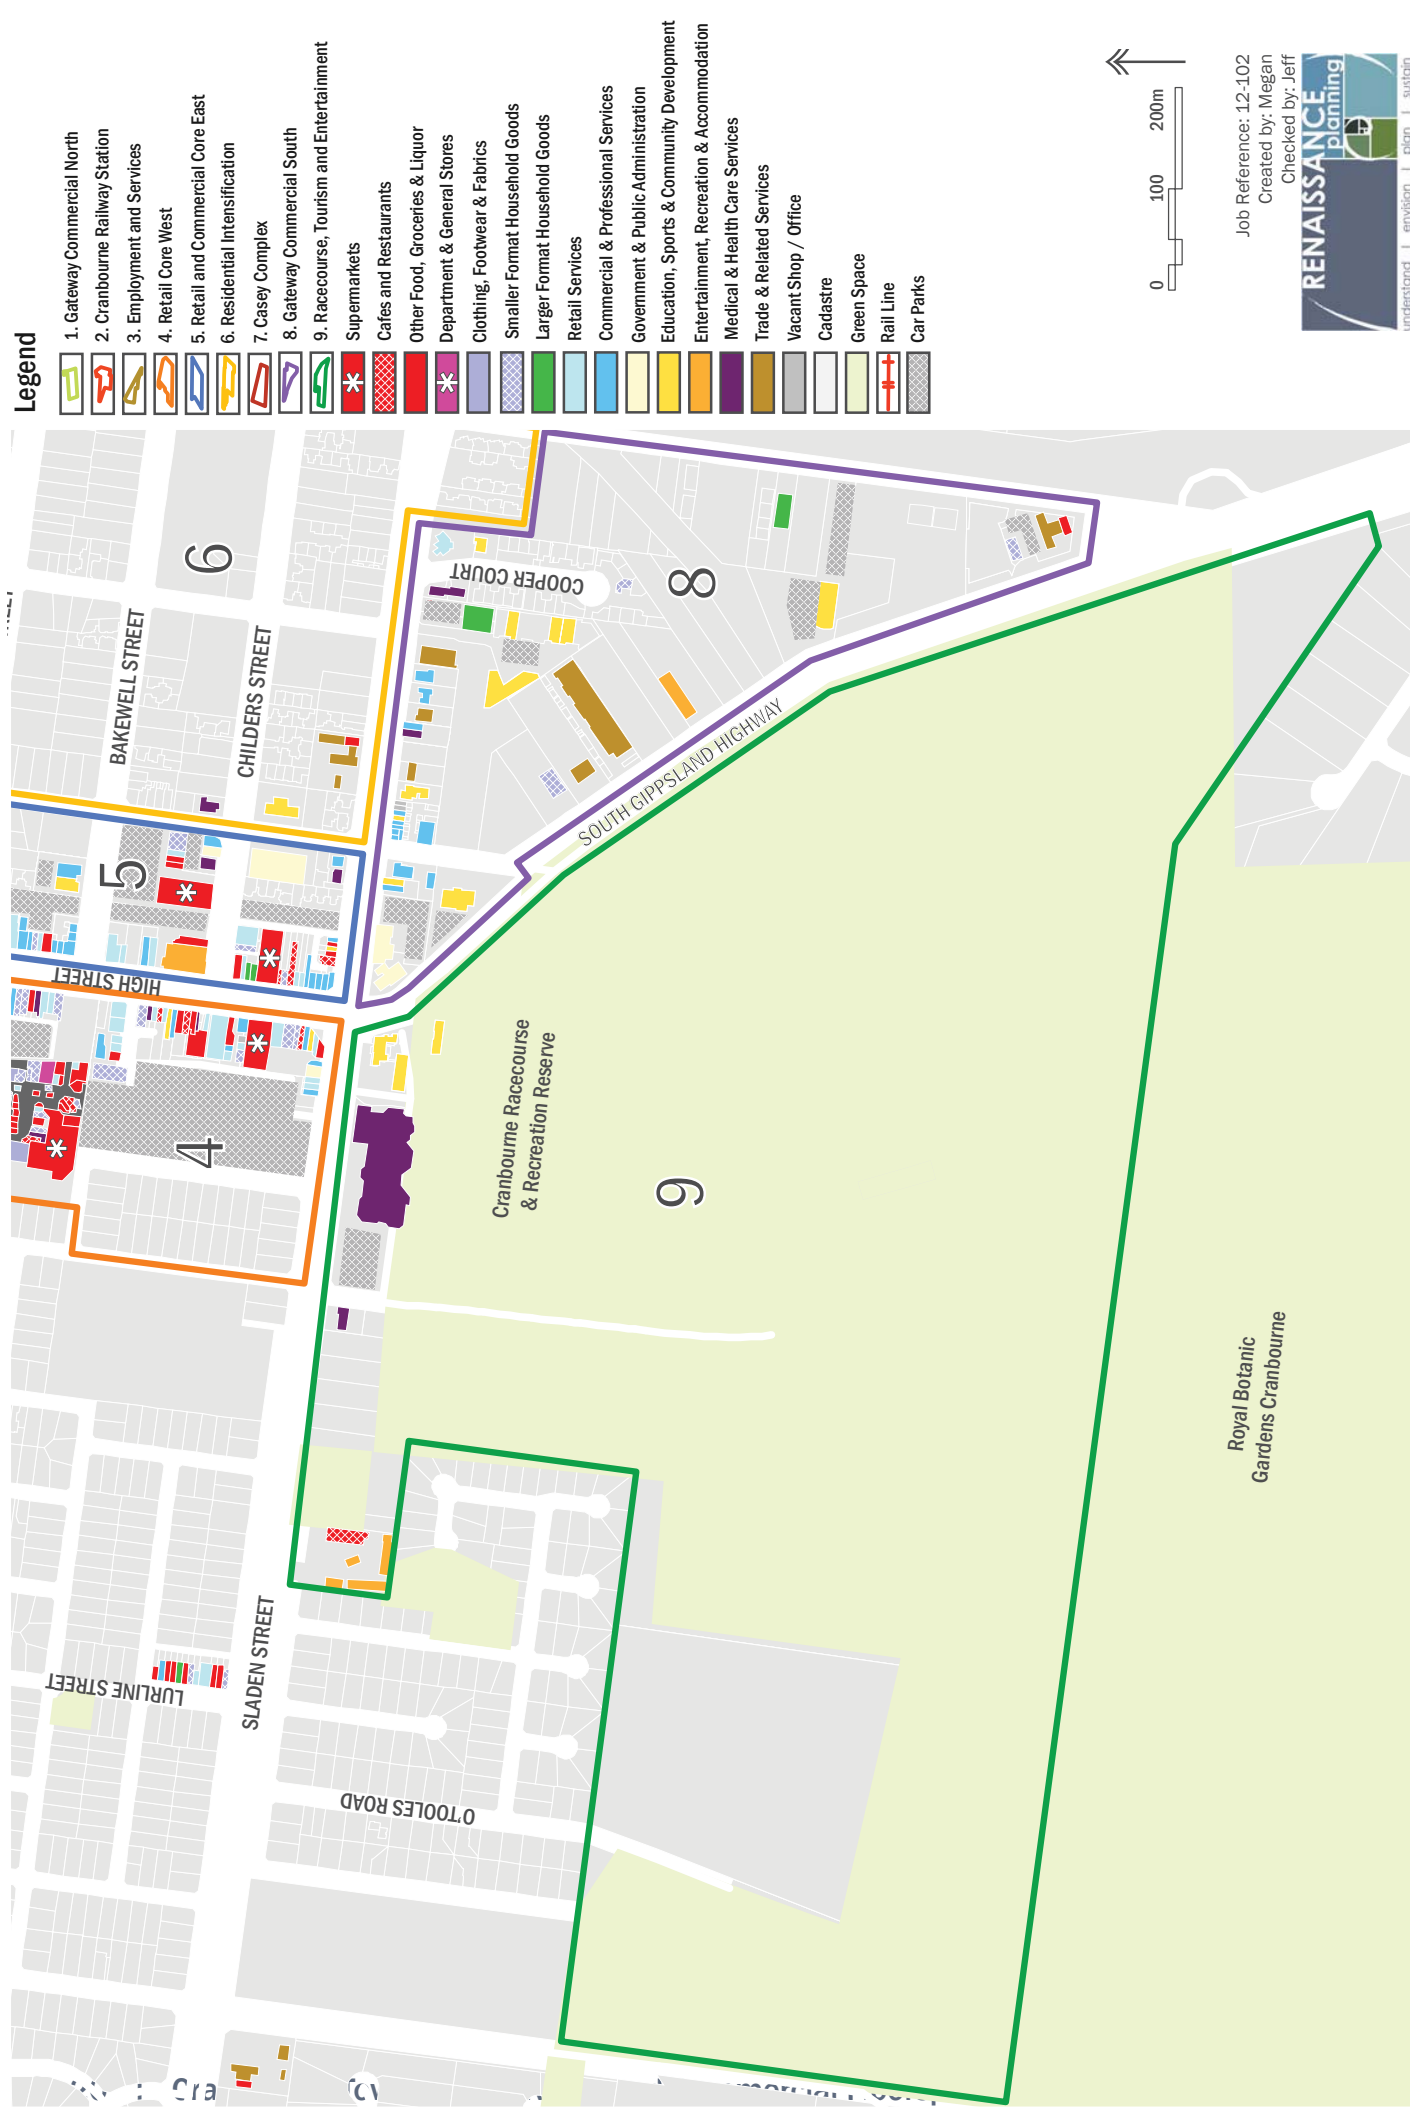 Legend
1. Gateway Commercial North
2. Cranbourne Railway Station
3. Employment and Services
4. Retail Core West
5. Retail and Commercial Core East
6. Residential Intensification
7. Casey Complex
8. Gateway Commercial South
9. Racecourse, Tourism and Entertainment
Supermarkets
Cafes and Restaurants
Other Food, Groceries & Liquor
Department & General Stores
Clothing, Footwear & Fabrics
Smaller Format Household Goods
Larger Format Household Goods
Retail Services
Commercial & Professional Services
Government & Public Administration
Education, Sports & Community Development
Entertainment, Recreation & Accommodation
Medical & Health Care Services
Trade & Related Services
Vacant Shop / Office
Cadastre
Green Space
Rail Line
Car Parks
0 100 200m
Job Reference: 12-102
Created by: Megan
Checked by: Jeff
RENAISSANCE
planning
understand | envision | plan | sustain
6
BAKEWELL STREET
CHILDERS STREET
COOPER COURT
8
5
HIGH STREET
SOUTH GIPPSLAND HIGHWAY
4
Cranbourne Racecourse
& Recreation Reserve
9
Royal Botanic
Gardens Cranbourne
SLADEN STREET
LURLINE STREET
O'TOOLES ROAD